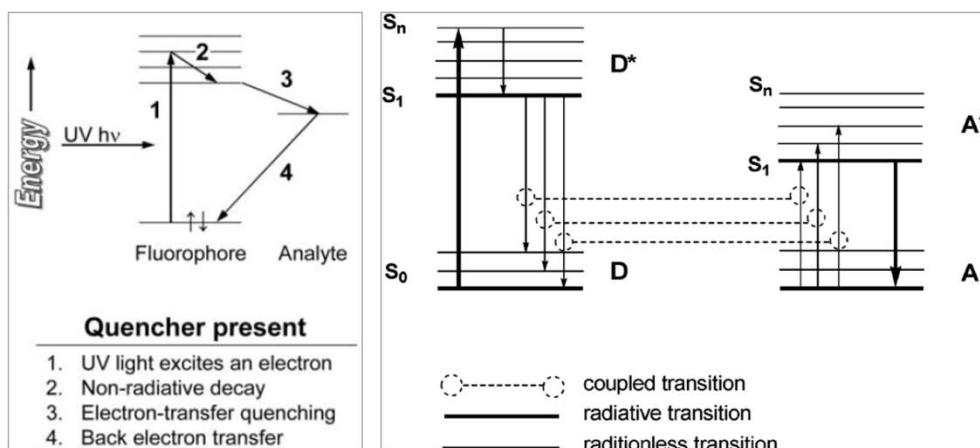 Energy
UV hν
1
2
3
4
↑↓
Fluorophore
Analyte
Quencher present
1. UV light excites an electron
2. Non-radiative decay
3. Electron-transfer quenching
4. Back electron transfer
Sn
D*
S1
S0
D
Sn
S1
A
coupled transition
radiative transition
raditionless transition